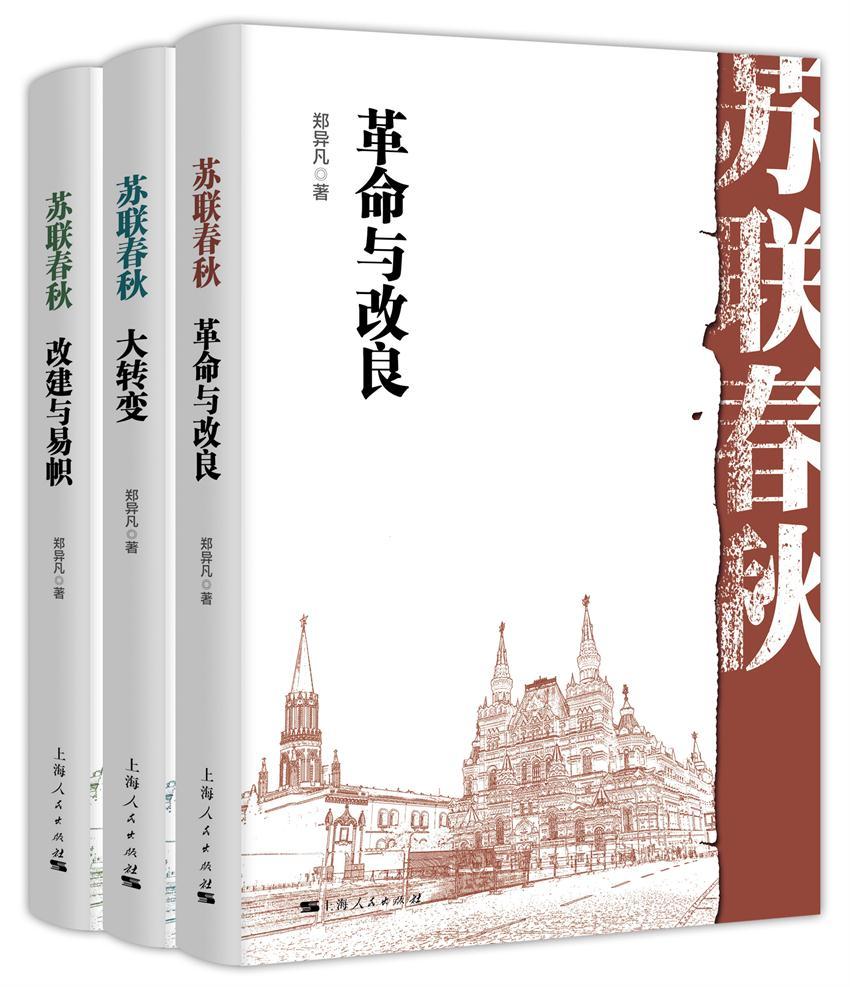 苏联春秋
改建与易帜
郑异凡◎著
上海人民出版社
苏联春秋
大转变
郑异凡◎著
上海人民出版社
苏联春秋
革命与改良
郑异凡◎著
上海人民出版社
革命与改良
郑异凡◎著
苏联春秋
上海人民出版社